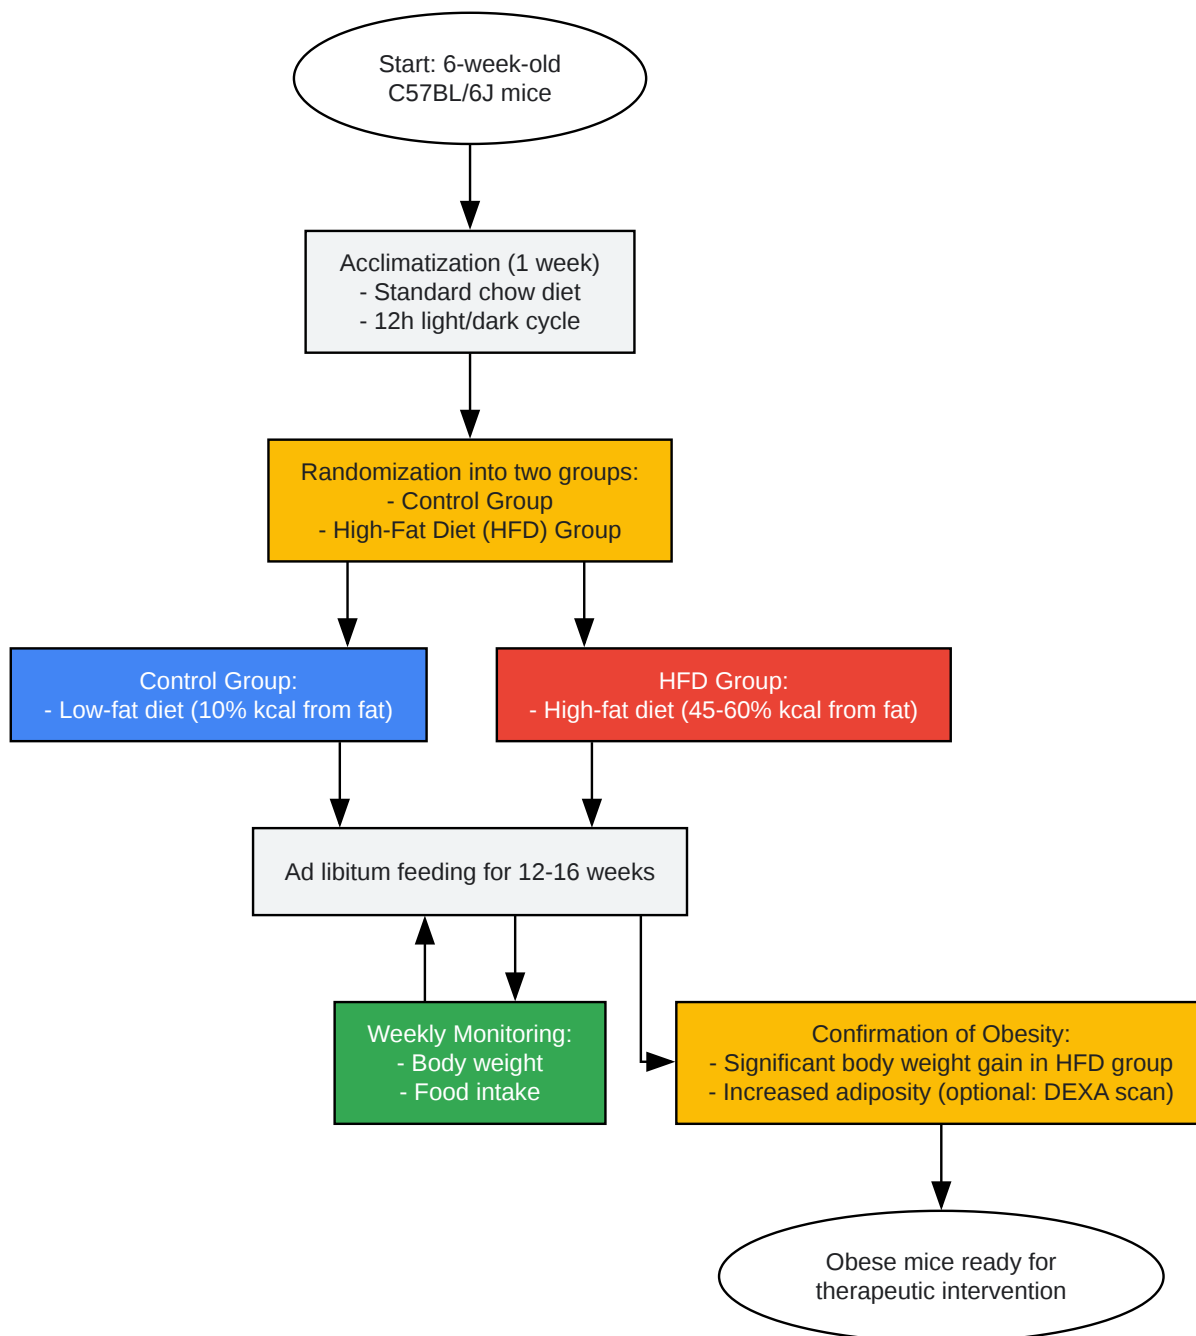 Start: 6-week-old
C57BL/6J mice
Acclimatization (1 week)
- Standard chow diet
- 12h light/dark cycle
Randomization into two groups:
- Control Group
- High-Fat Diet (HFD) Group
Control Group:
- Low-fat diet (10% kcal from fat)
HFD Group:
- High-fat diet (45-60% kcal from fat)
Ad libitum feeding for 12-16 weeks
Weekly Monitoring:
- Body weight
- Food intake
Confirmation of Obesity:
- Significant body weight gain in HFD group
- Increased adiposity (optional: DEXA scan)
Obese mice ready for
therapeutic intervention